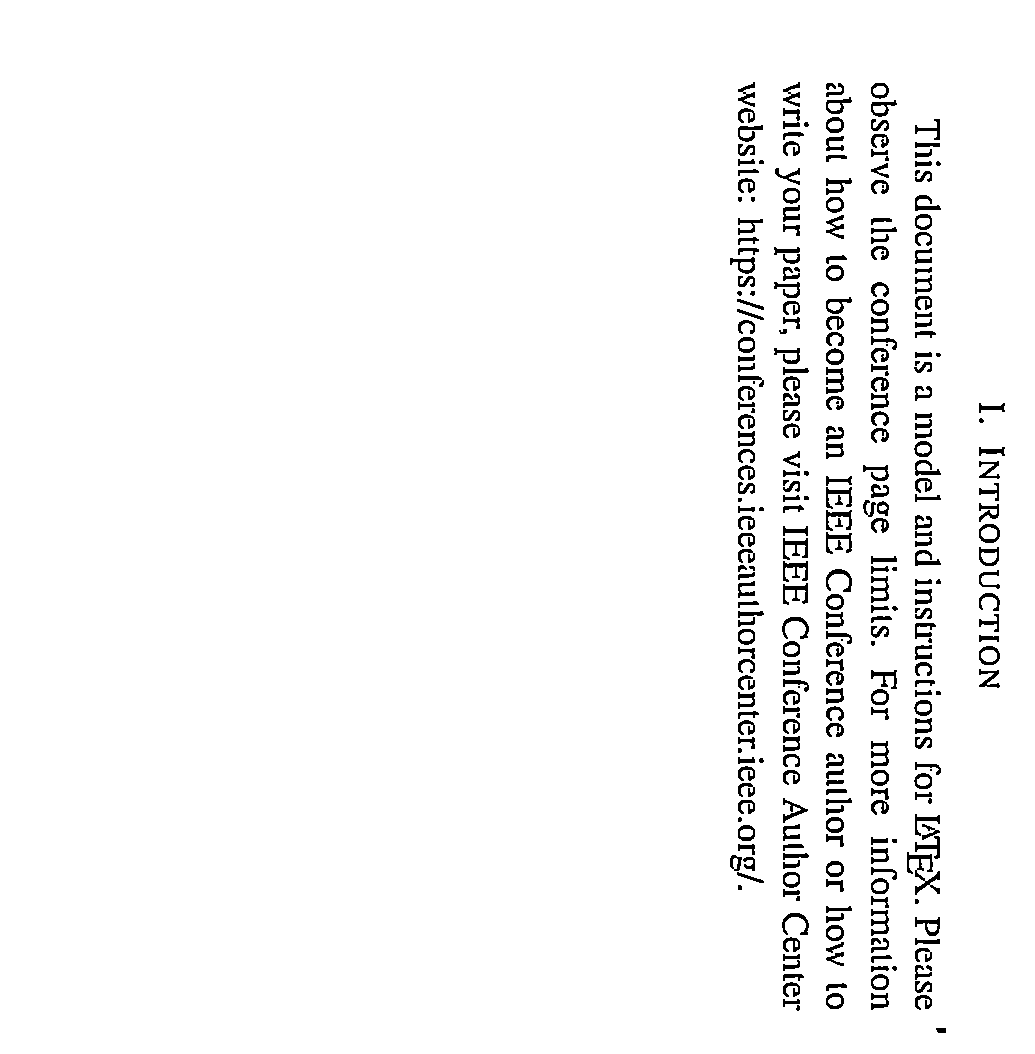 I. INTRODUCTION
This document is a model and instructions for LATEX. Please
observe the conference page limits. For more information
about how to become an IEEE Conference author or how to
write your paper, please visit IEEE Conference Author Center
website: https://conferences.ieeeauthorcenter.ieee.org/.